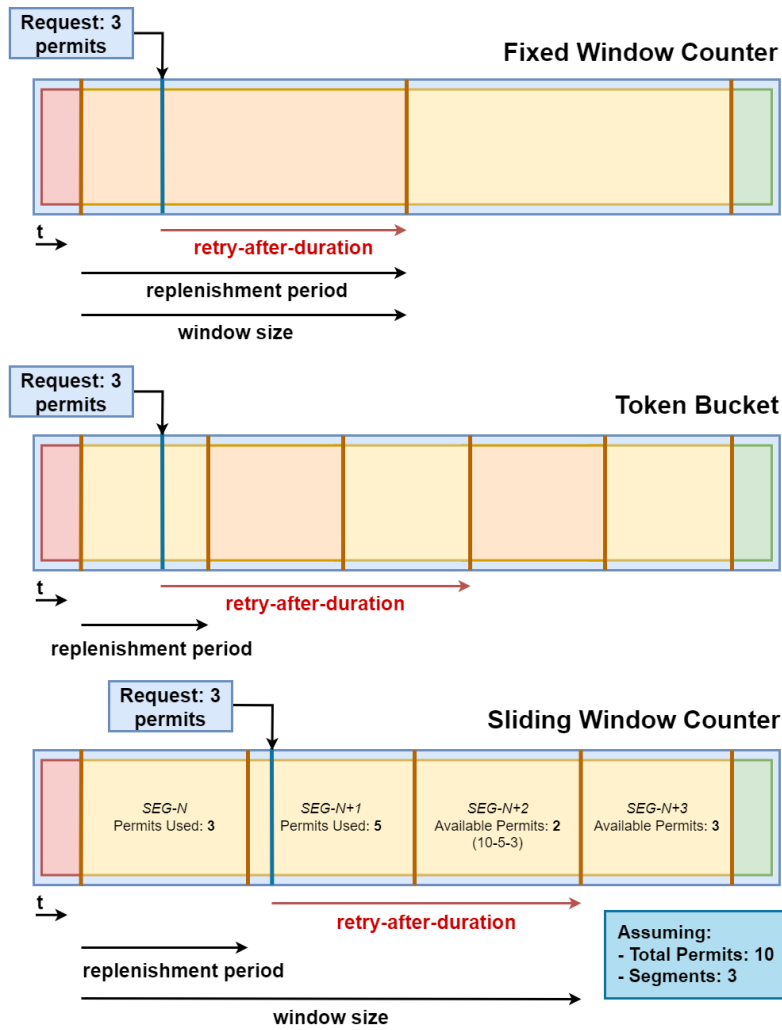 Request: 3
permits
Fixed Window Counter
t
retry-after-duration
replenishment period
window size
Request: 3
permits
Token Bucket
t
retry-after-duration
replenishment period
Request: 3
permits
Sliding Window Counter
SEG-N
Permits Used: 3
SEG-N+1
Permits Used: 5
SEG-N+2
Available Permits: 2
(10-5-3)
SEG-N+3
Available Permits: 3
t
retry-after-duration
replenishment period
window size
Assuming:
- Total Permits: 10
- Segments: 3